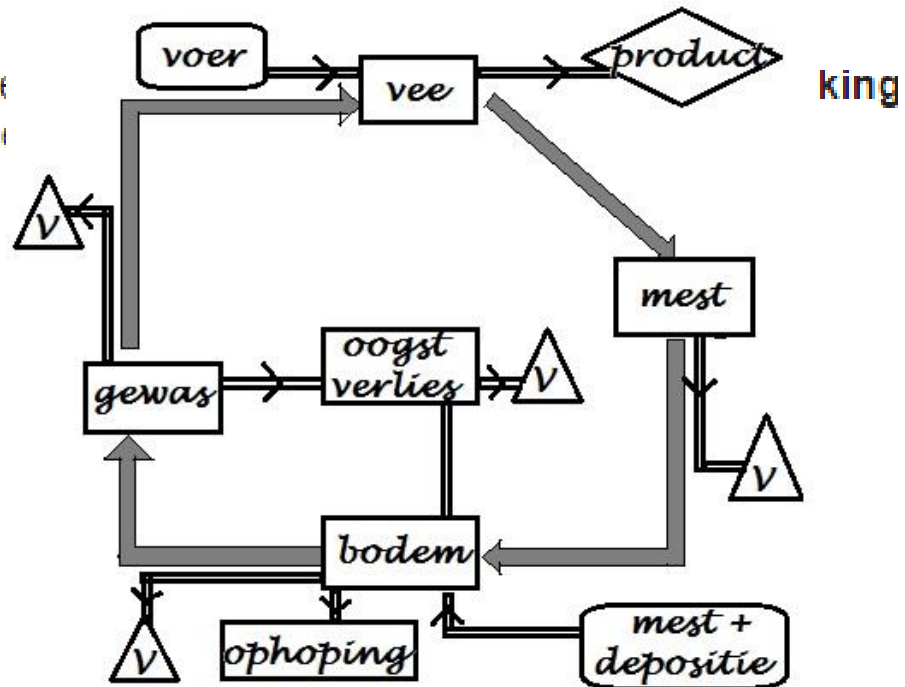 voer
product
vee
king
V
mest
oogst
verlies
V
gewas
V
bodem
mest +
depositie
ophoping
V